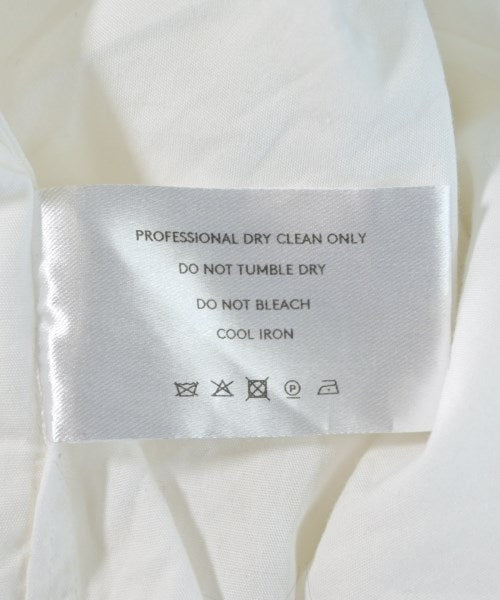 PROFESSIONAL DRY CLEAN ONLY
DO NOT TUMBLE DRY
DO NOT BLEACH
COOL IRON
P